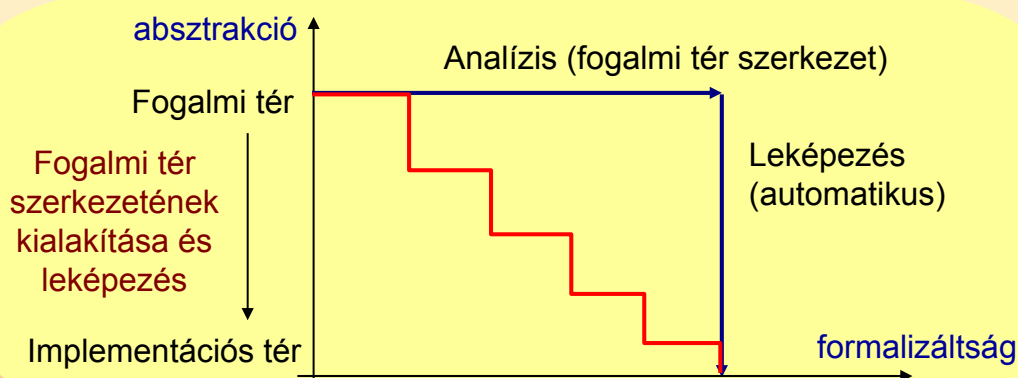 absztrakció
Analízis (fogalmi tér szerkezet)
Fogalmi tér
Fogalmi tér
szerkezetének
kialakítása és
leképezés
Leképezés
(automatikus)
Implementációs tér
formalizáltság